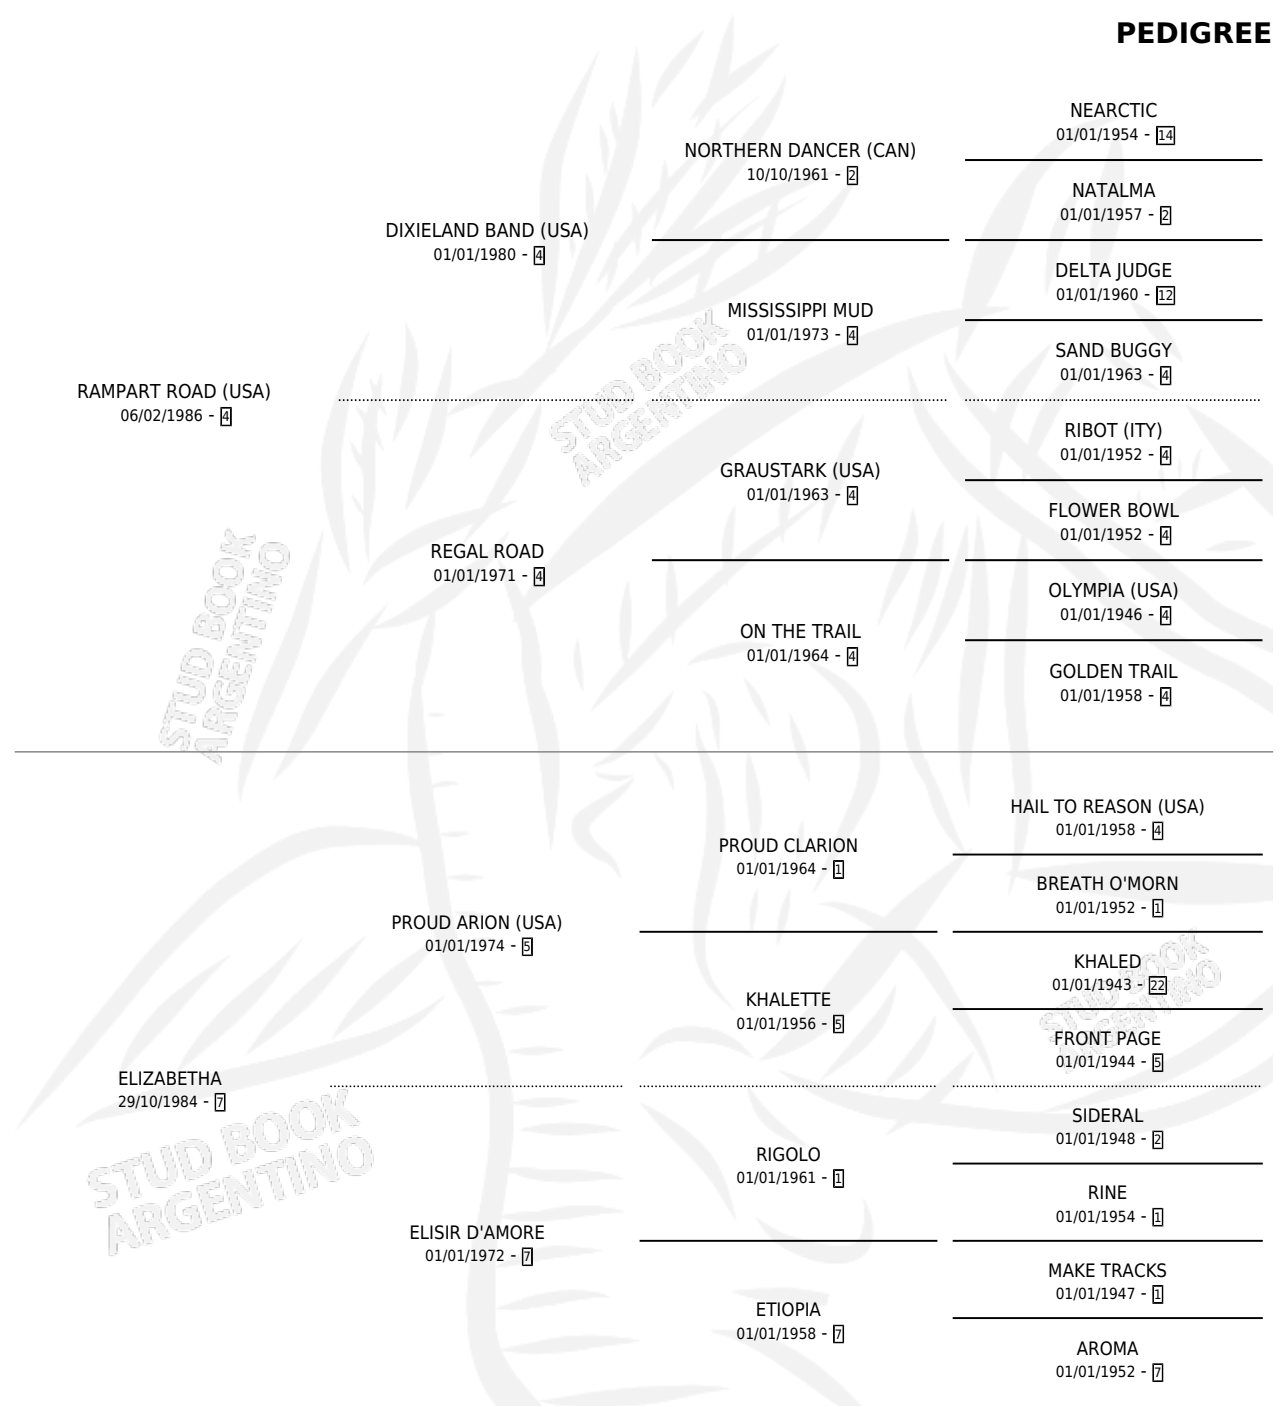 PEDIGREE
NEARCTIC
01/01/1954 - 14
NORTHERN DANCER (CAN)
10/10/1961 - 2
NATALMA
01/01/1957 - 2
DIXIELAND BAND (USA)
01/01/1980 - 4
DELTA JUDGE
01/01/1960 - 12
MISSISSIPPI MUD
01/01/1973 - 4
SAND BUGGY
01/01/1963 - 4
RAMPART ROAD (USA)
06/02/1986 - 4
STUD BOOK
ARGENTINO
RIBOT (ITY)
01/01/1952 - 4
GRAUSTARK (USA)
01/01/1963 - 4
FLOWER BOWL
01/01/1952 - 4
REGAL ROAD
01/01/1971 - 4
OLYMPIA (USA)
01/01/1946 - 4
ON THE TRAIL
01/01/1964 - 4
GOLDEN TRAIL
01/01/1958 - 4
STUD BOOK
ARGENTINO
HAIL TO REASON (USA)
01/01/1958 - 4
PROUD CLARION
01/01/1964 - 1
BREATH O'MORN
01/01/1952 - 1
PROUD ARION (USA)
01/01/1974 - 5
KHALED
01/01/1943 - 22
KHALETTE
01/01/1956 - 5
STUD BOOK
ARGENTINO
FRONT PAGE
01/01/1944 - 5
ELIZABETHA
29/10/1984 - 7
STUD BOOK
ARGENTINO
SIDERAL
01/01/1948 - 2
RIGOLO
01/01/1961 - 1
RINE
01/01/1954 - 1
ELISIR D'AMORE
01/01/1972 - 7
MAKE TRACKS
01/01/1947 - 1
ETIOPIA
01/01/1958 - 7
AROMA
01/01/1952 - 7